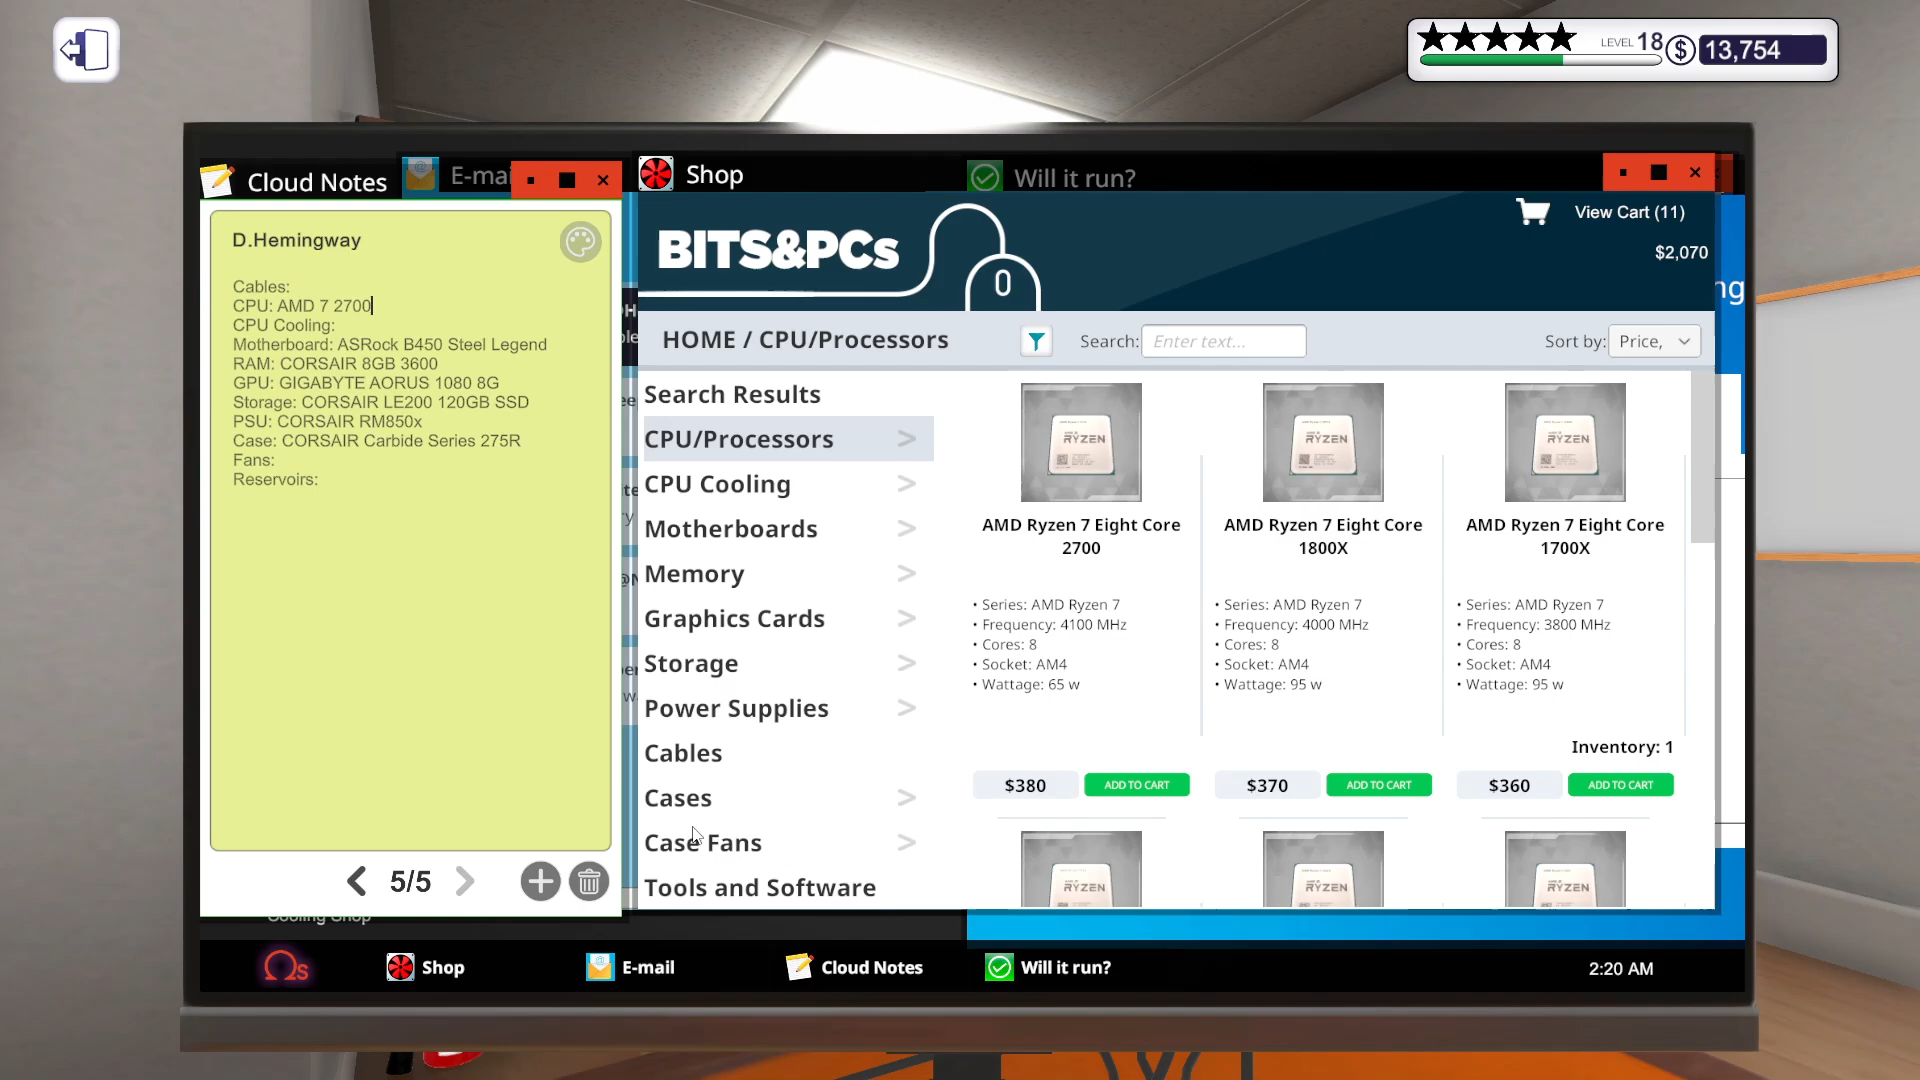 LEVEL 18
$ 13,754
Cloud Notes
E-mai
Shop
Will it run?
D.Hemingway
Cables:
CPU: AMD 7 2700
CPU Cooling:
Motherboard: ASRock B450 Steel Legend
RAM: CORSAIR 8GB 3600
GPU: GIGABYTE AORUS 1080 8G
Storage: CORSAIR LE200 120GB SSD
PSU: CORSAIR RM850x
Case: CORSAIR Carbide Series 275R
Fans:
Reservoirs:
5/5
BITS&PCs
View Cart (11)
$2,070
ng
HOME / CPU/Processors
Search:
Enter text...
Sort by:
Price,
Search Results
CPU/Processors >
CPU Cooling >
Motherboards >
Memory >
Graphics Cards >
Storage >
Power Supplies >
Cables
Cases >
Case Fans >
Tools and Software
RYZEN
AMD Ryzen 7 Eight Core
2700
• Series: AMD Ryzen 7
• Frequency: 4100 MHz
• Cores: 8
• Socket: AM4
• Wattage: 65 w
$380
ADD TO CART
RYZEN
AMD Ryzen 7 Eight Core
1800X
• Series: AMD Ryzen 7
• Frequency: 4000 MHz
• Cores: 8
• Socket: AM4
• Wattage: 95 w
$370
ADD TO CART
RYZEN
AMD Ryzen 7 Eight Core
1700X
• Series: AMD Ryzen 7
• Frequency: 3800 MHz
• Cores: 8
• Socket: AM4
• Wattage: 95 w
Inventory: 1
$360
ADD TO CART
RYZEN
RYZEN
RYZEN
Cooling Shop
Ωs
Shop
E-mail
Cloud Notes
Will it run?
2:20 AM